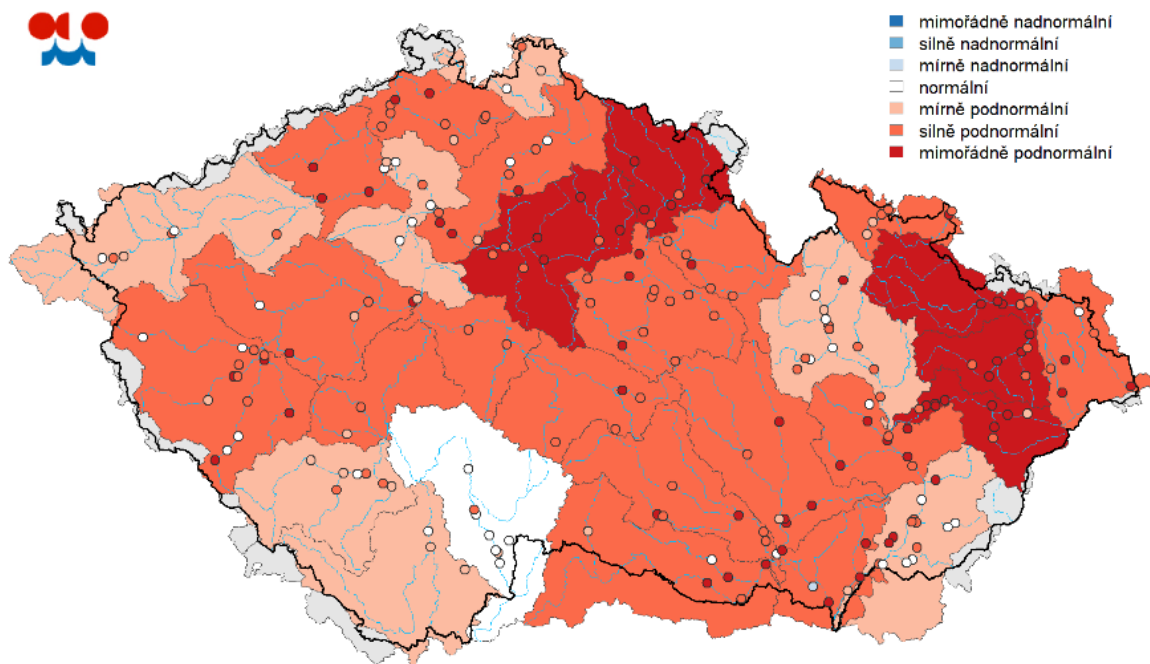 mimořádně nadnormální
silně nadnormální
mírně nadnormální
normální
mírně podnormální
silně podnormální
mimořádně podnormální